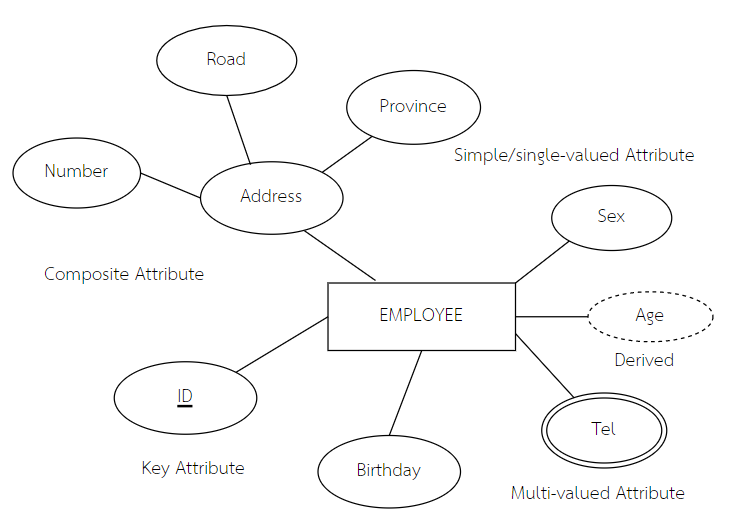 Road
Province
Simple/single-valued Attribute
Number
Address
Sex
Composite Attribute
EMPLOYEE
Age
Derived
ID
Tel
Key Attribute
Birthday
Multi-valued Attribute